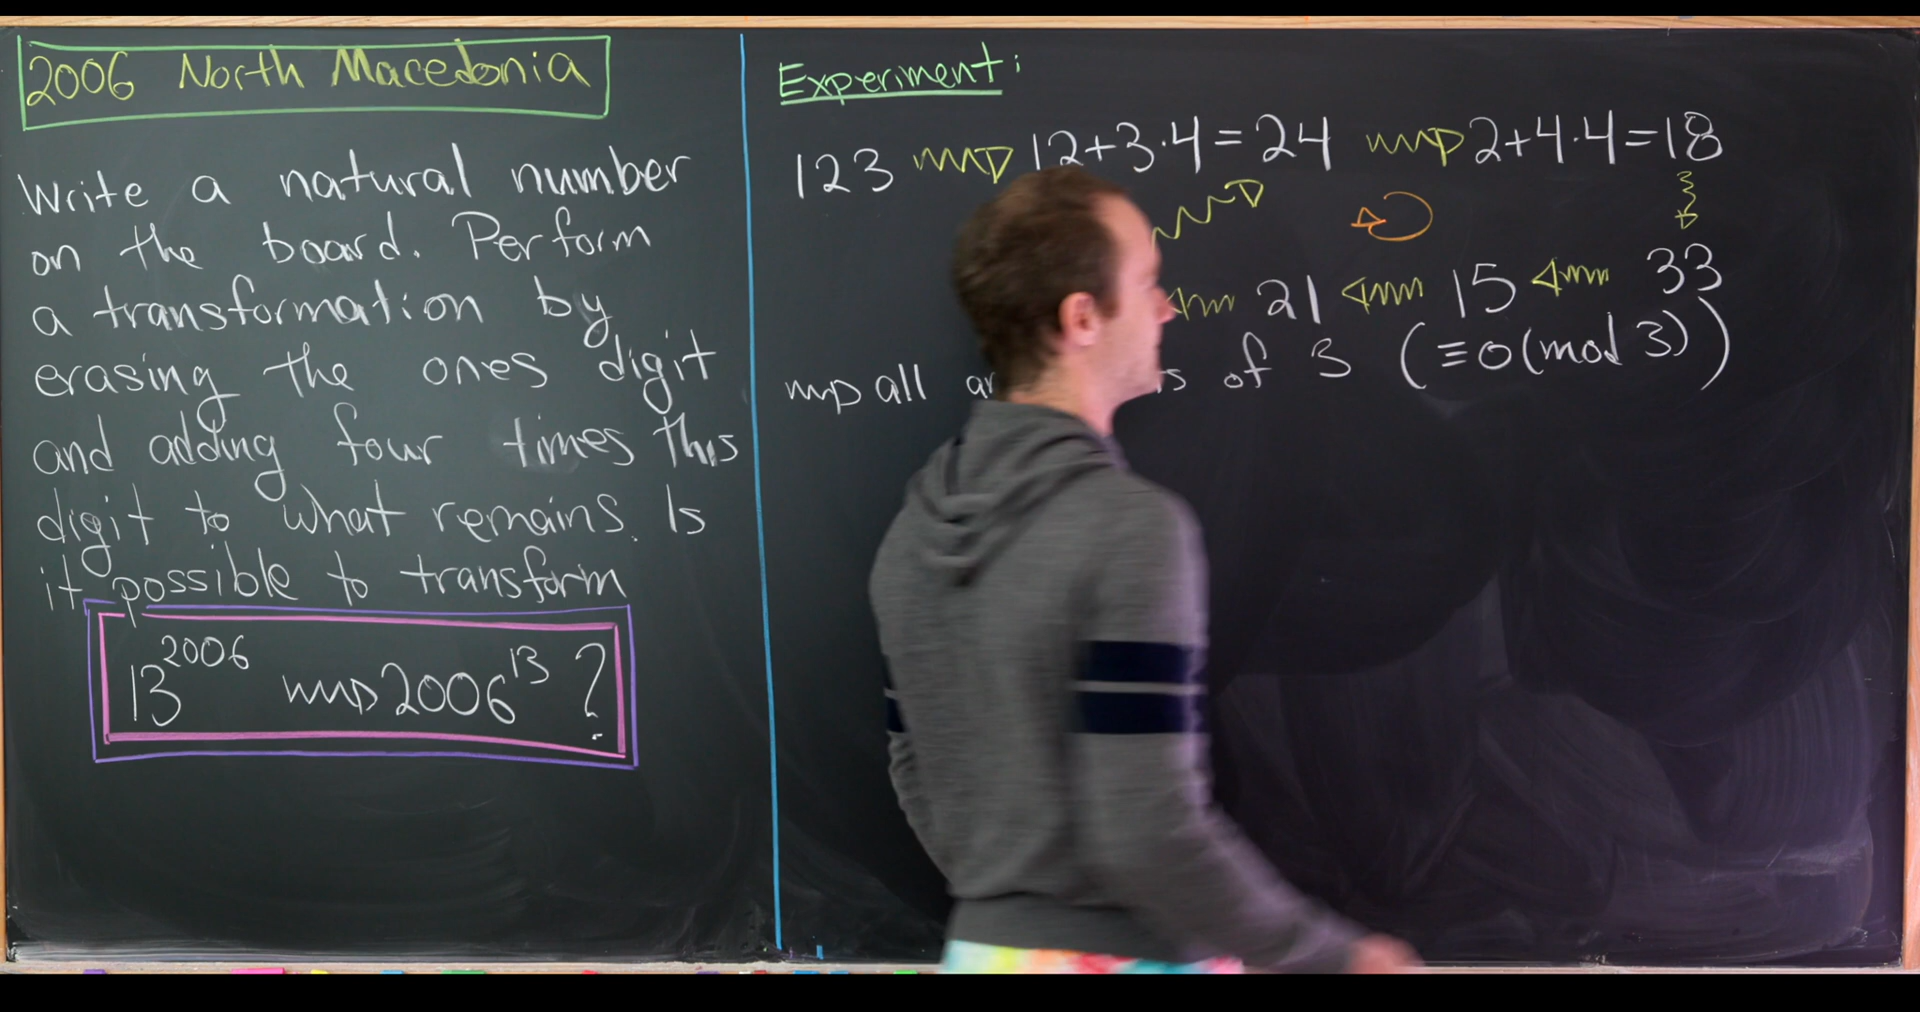 2006 North Macedonia
Write a natural number
on the board. Perform
a transformation by
erasing the ones digit
and adding four times this
digit to what remains. Is
it possible to transform
13^2006 ⇝ 2006^13 ?
Experiment:
123 ⇝ 12+3·4=24 ⇝ 2+4·4=18
21 ⇜ 15 ⇜ 33
⇝ all of 3 (≡0(mod 3))